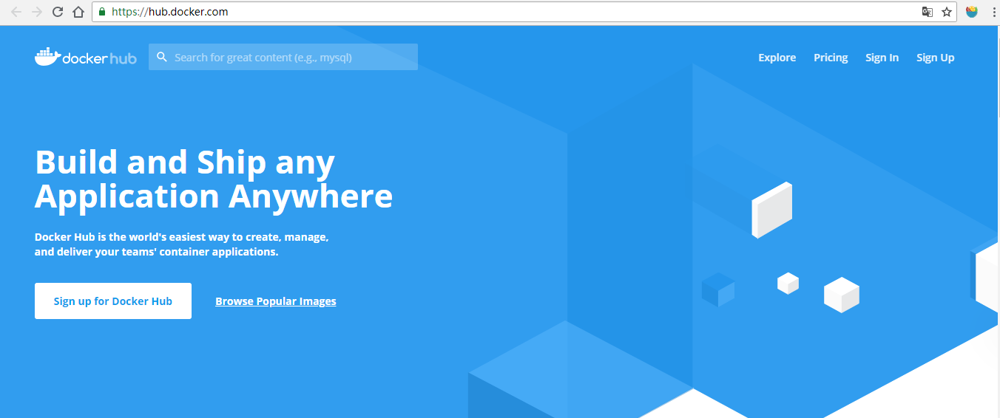 https://hub.docker.com
docker hub
Search for great content (e.g., mysql)
Explore
Pricing
Sign In
Sign Up
Build and Ship any
Application Anywhere
Docker Hub is the world's easiest way to create, manage,
and deliver your teams' container applications.
Sign up for Docker Hub
Browse Popular Images